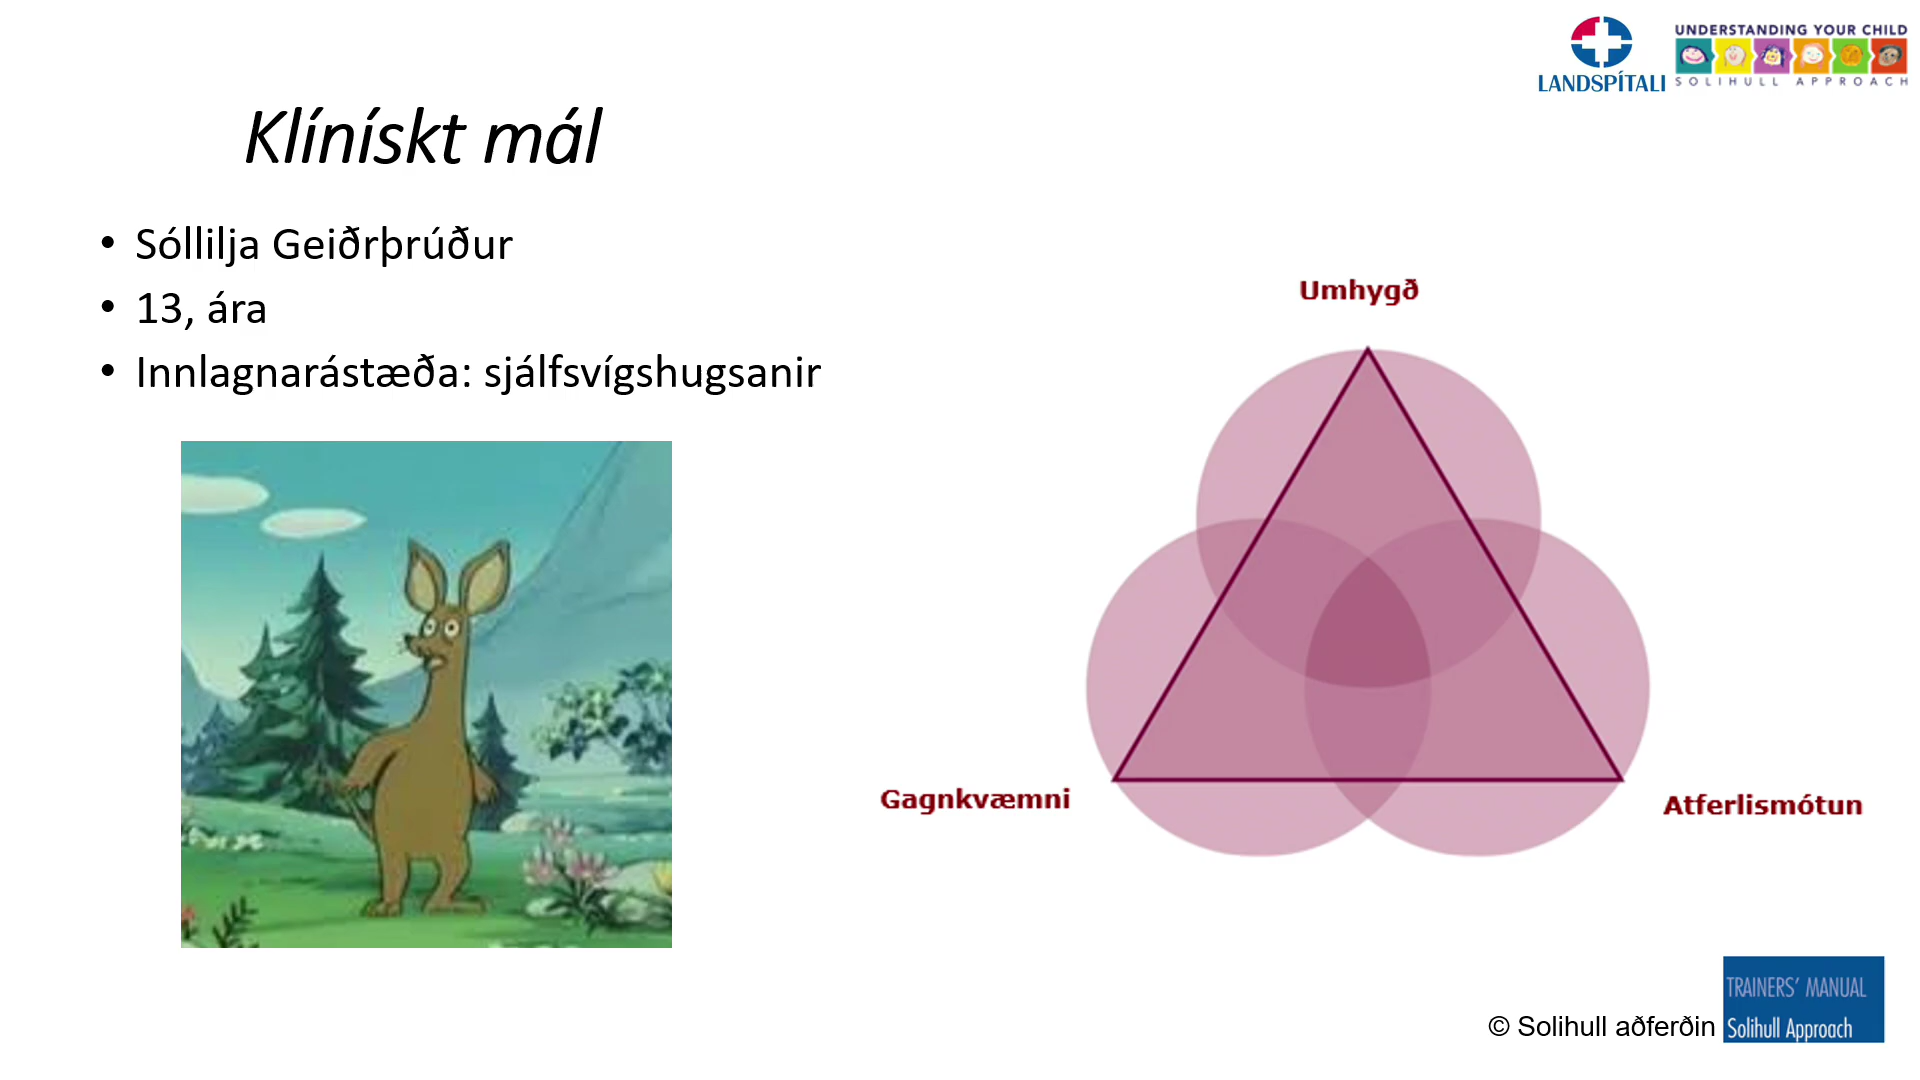 LANDSPÍTALI
UNDERSTANDING YOUR CHILD
SOLIHULL APPROACH
Klínískt mál
• Sóllilja Geiðrþrúður
• 13, ára
• Innlagnarástæða: sjálfsvígshugsanir
Umhygð
Gagnkvæmni
Atferlismótun
© Solihull aðferðin
TRAINERS’ MANUAL
Solihull Approach